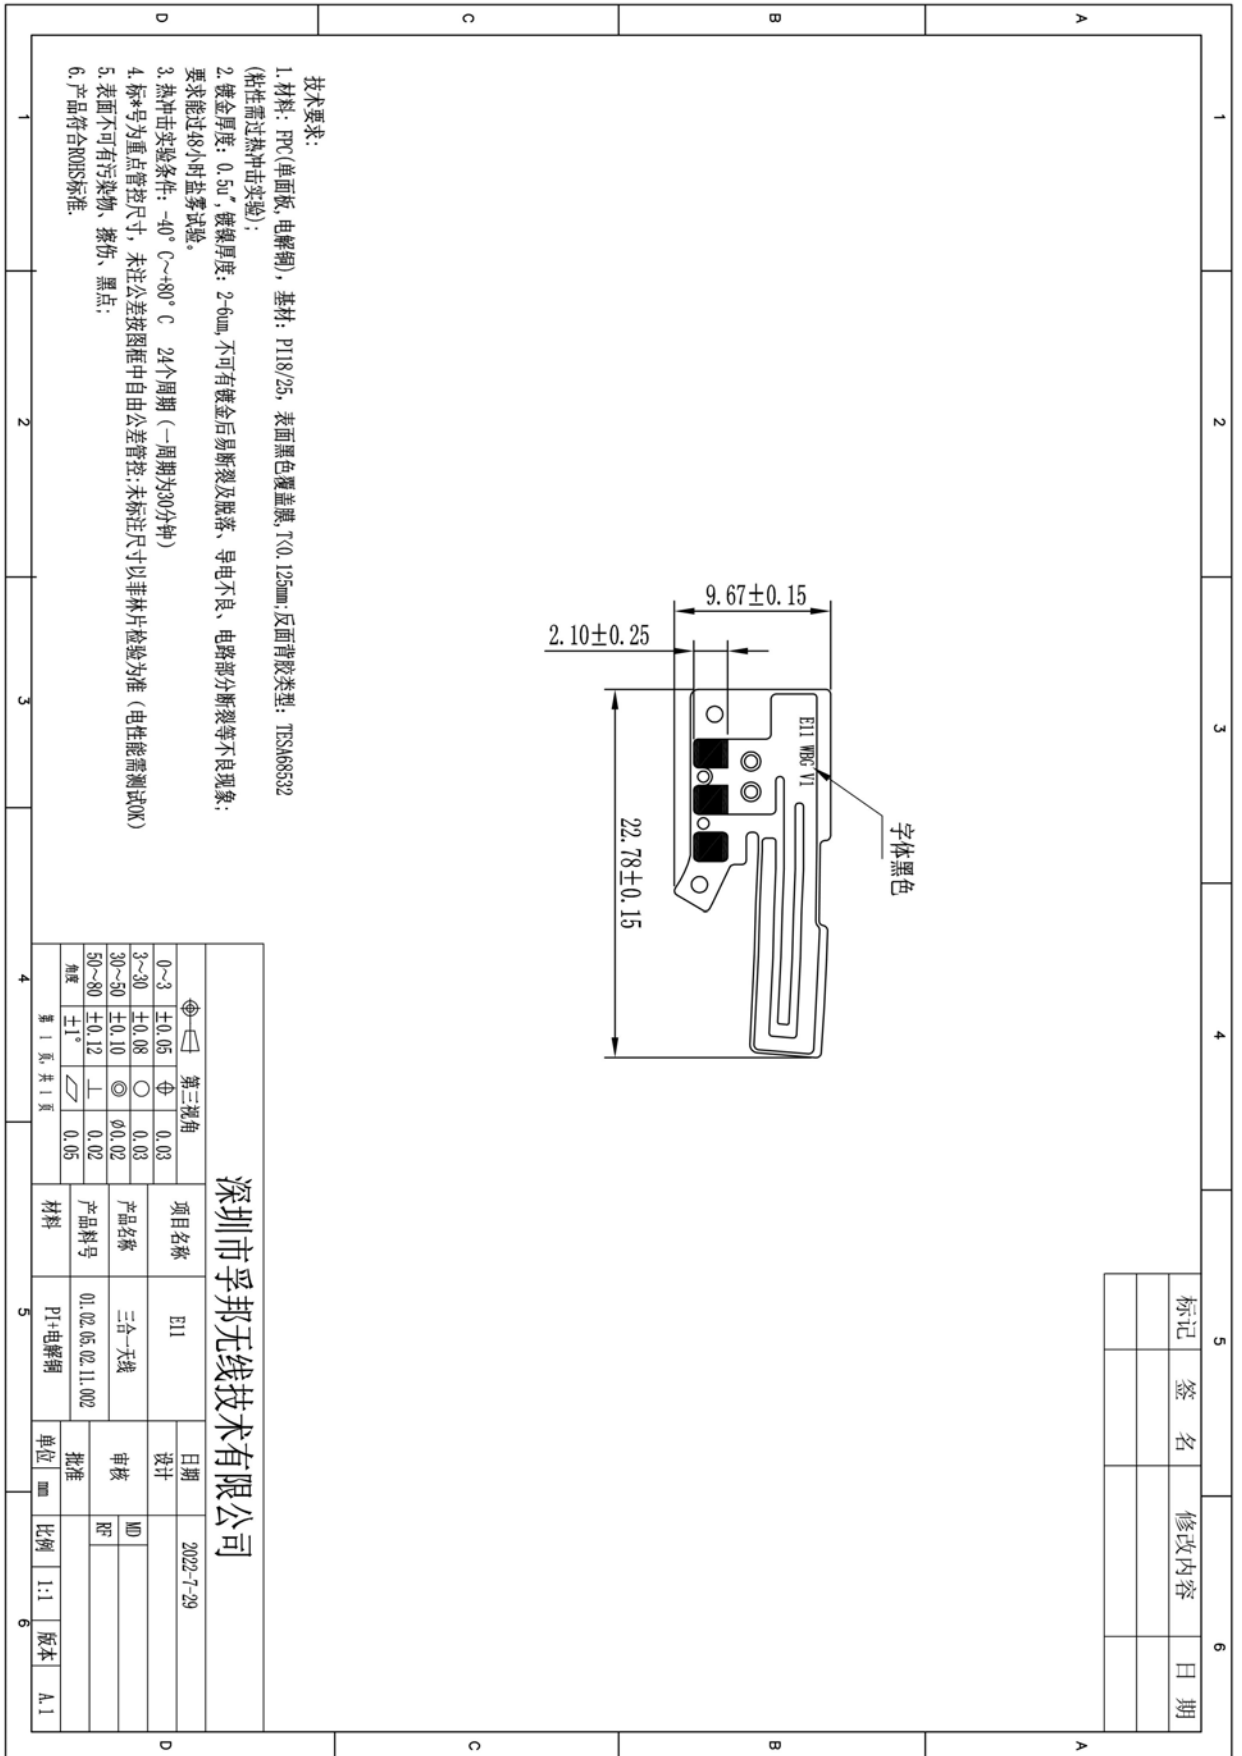 1 2 3 4 5 6
A
B
C
D
标记 签 名 修改内容 日 期
字体黑色
E11 WBG V1
9.67±0.15
2.10±0.25
22.78±0.15
技术要求:
1.材料: FPC(单面板,电解铜), 基材: PI18/25, 表面黑色覆盖膜,T<0.125mm;反面背胶类型: TESA68532
(粘性需过热冲击实验);
2.镀金厚度: 0.5u",镀镍厚度: 2-6um,不可有镀金后易断裂及脱落、导电不良、电路部分断裂等不良现象;
要求能过48小时盐雾试验。
3.热冲击实验条件: -40° C～+80° C 24个周期 (一周期为30分钟)
4.标*号为重点管控尺寸, 未注公差按图框中自由公差管控;未标注尺寸以菲林片检验为准 (电性能需测试OK)
5.表面不可有污染物、擦伤、黑点;
6.产品符合ROHS标准.
深圳市孚邦无线技术有限公司
第三视角
0～3 ±0.05 0.03
3～30 ±0.08 0.03
30～50 ±0.10 Ø0.02
50～80 ±0.12 0.02
角度 ±1° 0.05
第 1 页,共 1 页
项目名称 E11
产品名称 三合一天线
产品料号 01.02.05.02.11.002
材料 PI+电解铜
日期 2022-7-29
设计
审核 MD
RF
批准
单位 mm 比例 1:1 版本 A.1
1 2 3 4 5 6
A
B
C
D